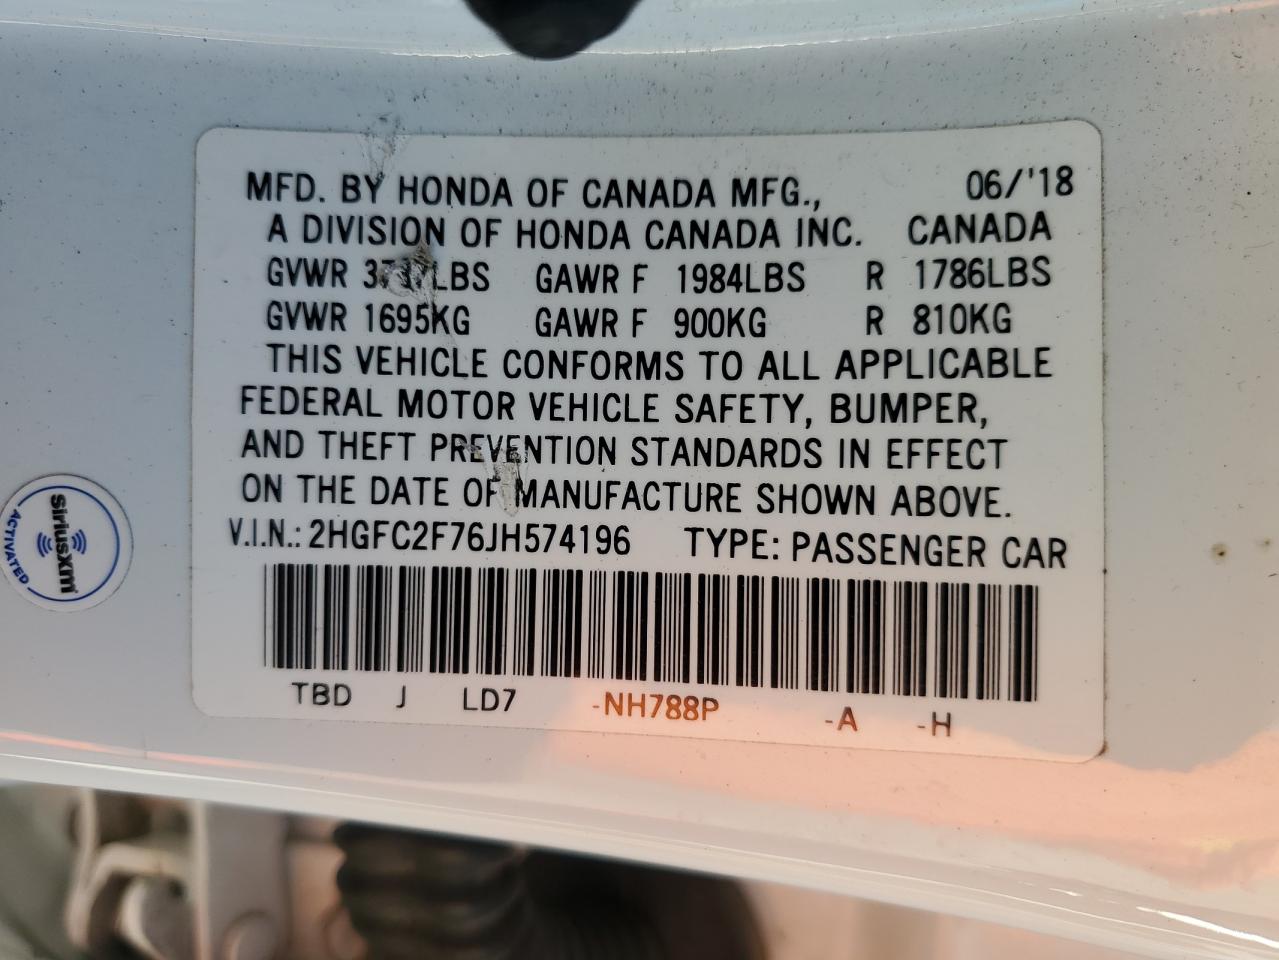 MFD. BY HONDA OF CANADA MFG., 06/'18
A DIVISION OF HONDA CANADA INC. CANADA
GVWR LBS GAWR F 1984LBS R 1786LBS
GVWR 1695KG GAWR F 900KG R 810KG
THIS VEHICLE CONFORMS TO ALL APPLICABLE
FEDERAL MOTOR VEHICLE SAFETY, BUMPER,
AND THEFT PREVENTION STANDARDS IN EFFECT
ON THE DATE OF MANUFACTURE SHOWN ABOVE.
V.I.N.: 2HGFC2F76JH574196 TYPE: PASSENGER CAR
TBD J LD7 -NH788P -A -H
siriusxm
ACTIVATED